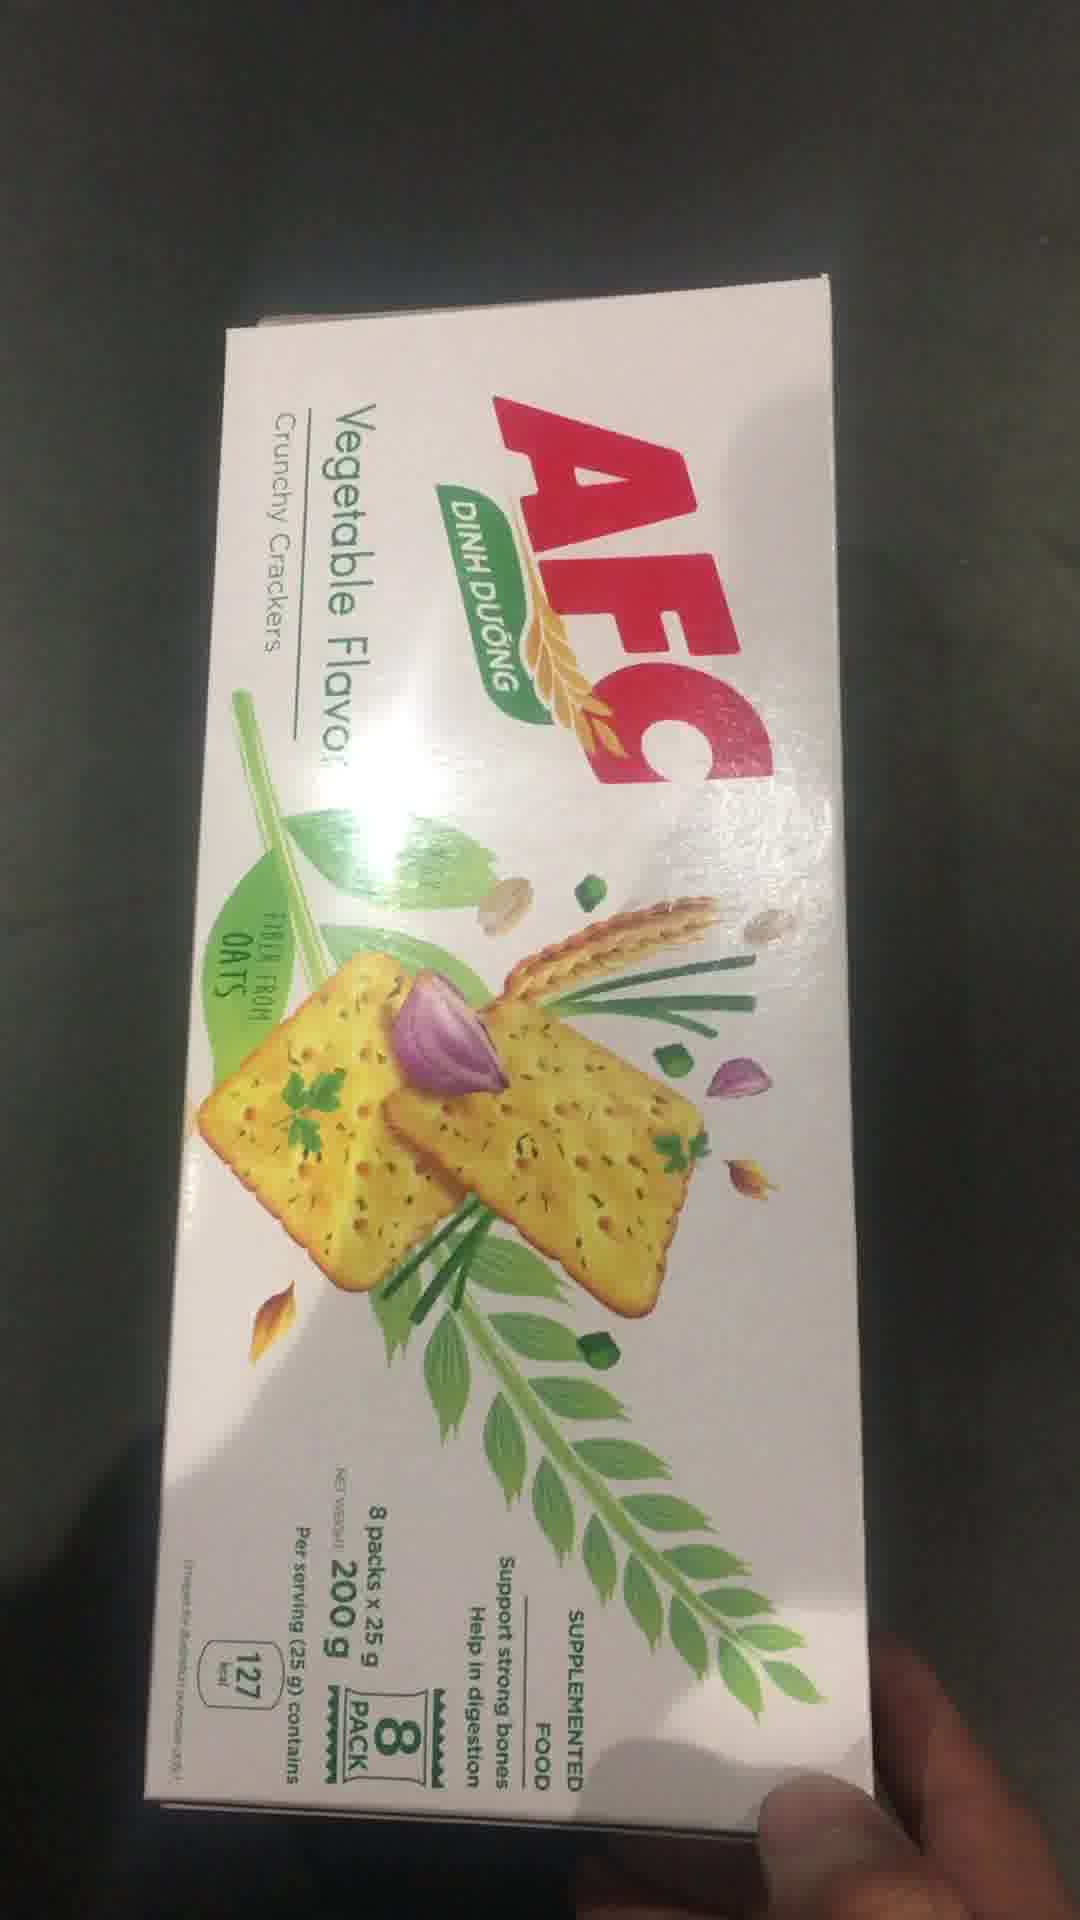 AFC
DINH DƯỠNG
Vegetable Flavor
Crunchy Crackers
FIBER FROM
OATS
SUPPLEMENTED
FOOD
Support strong bones
Help in digestion
8 packs x 25 g
NET WEIGHT: 200 g
8
PACK
Per serving (25 g) contains
127
kcal